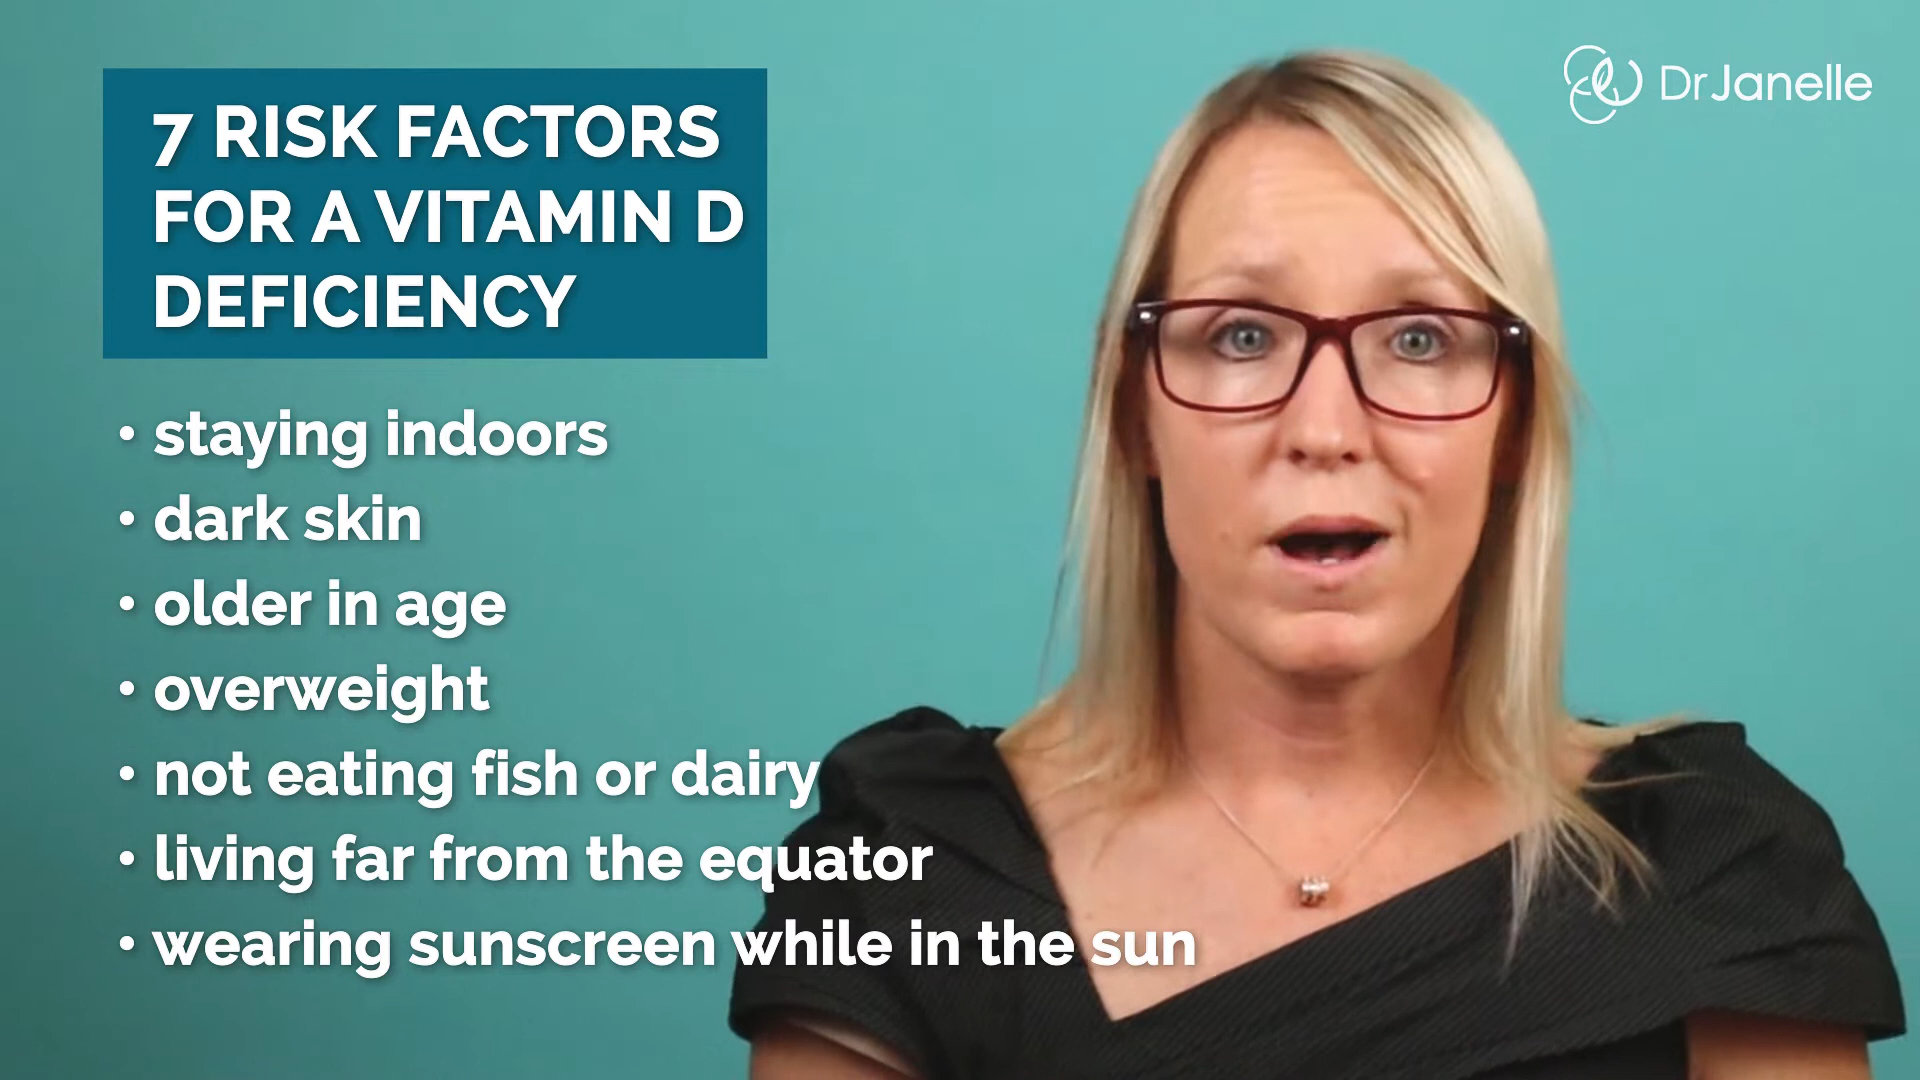 7 RISK FACTORS
FOR A VITAMIN D
DEFICIENCY
• staying indoors
• dark skin
• older in age
• overweight
• not eating fish or dairy
• living far from the equator
• wearing sunscreen while in the sun
DrJanelle